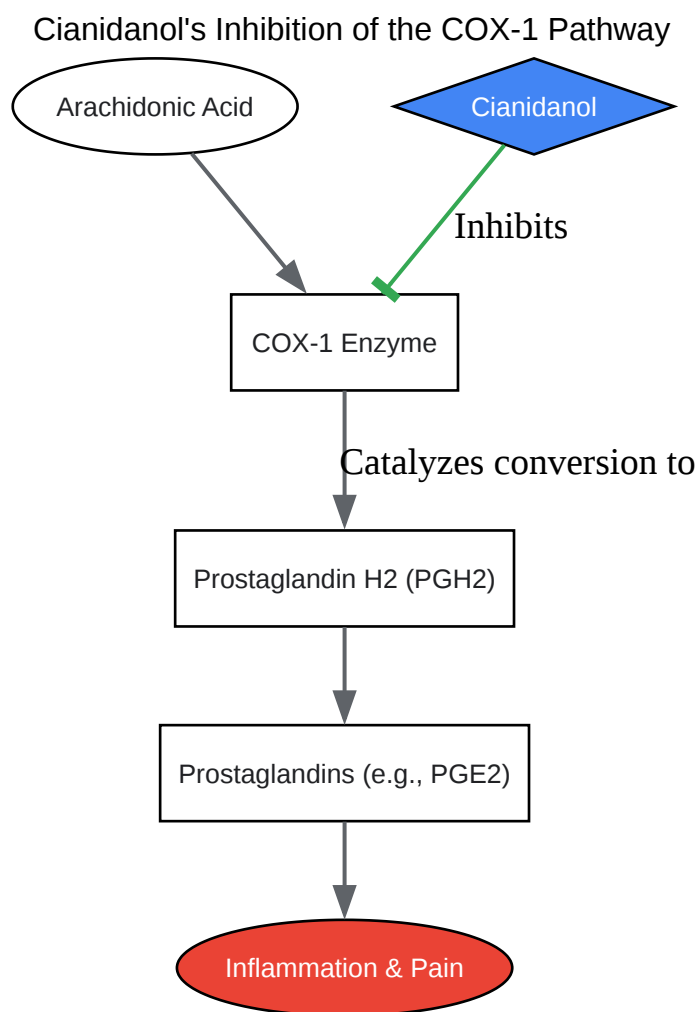 Cianidanol's Inhibition of the COX-1 Pathway
Arachidonic Acid
Cianidanol
Inhibits
COX-1 Enzyme
Catalyzes conversion to
Prostaglandin H2 (PGH2)
Prostaglandins (e.g., PGE2)
Inflammation & Pain